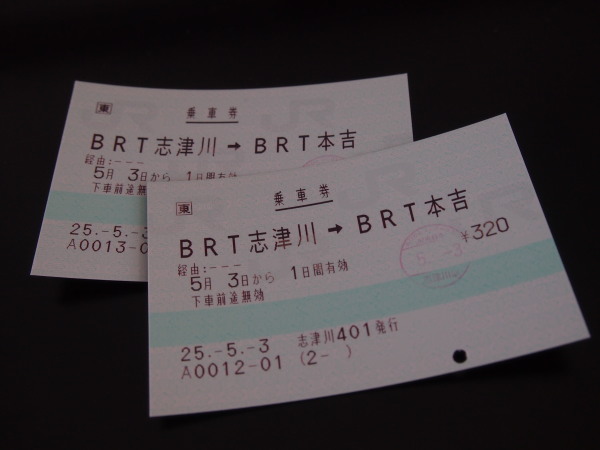 東
乗車券
BRT志津川→BRT本吉
経由:---
5月 3日から 1日間有効
下車前途無効
25.-5.-3
A0013-0
東
乗車券
BRT志津川→BRT本吉
経由:---
¥320
5月 3日から 1日間有効
下車前途無効
25.-5.-3 志津川401発行
A0012-01 (2- )